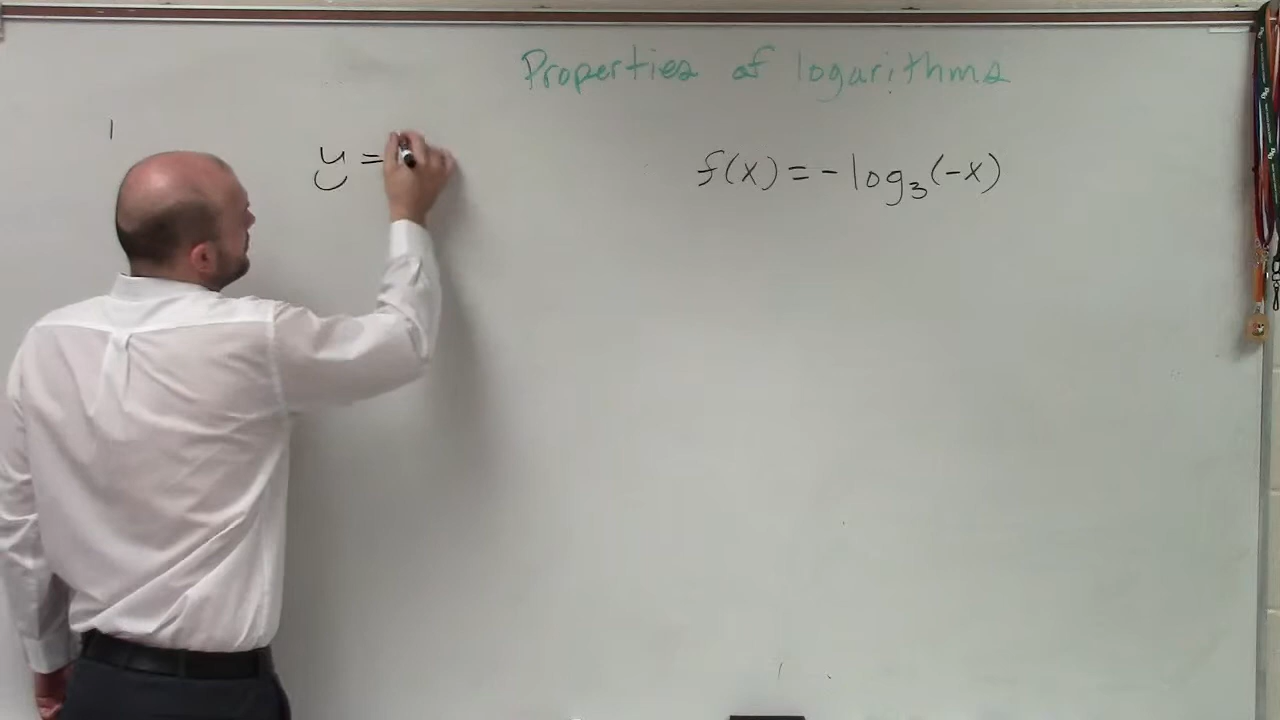 Properties of logarithms
y =
f(x) = -log₃(-x)